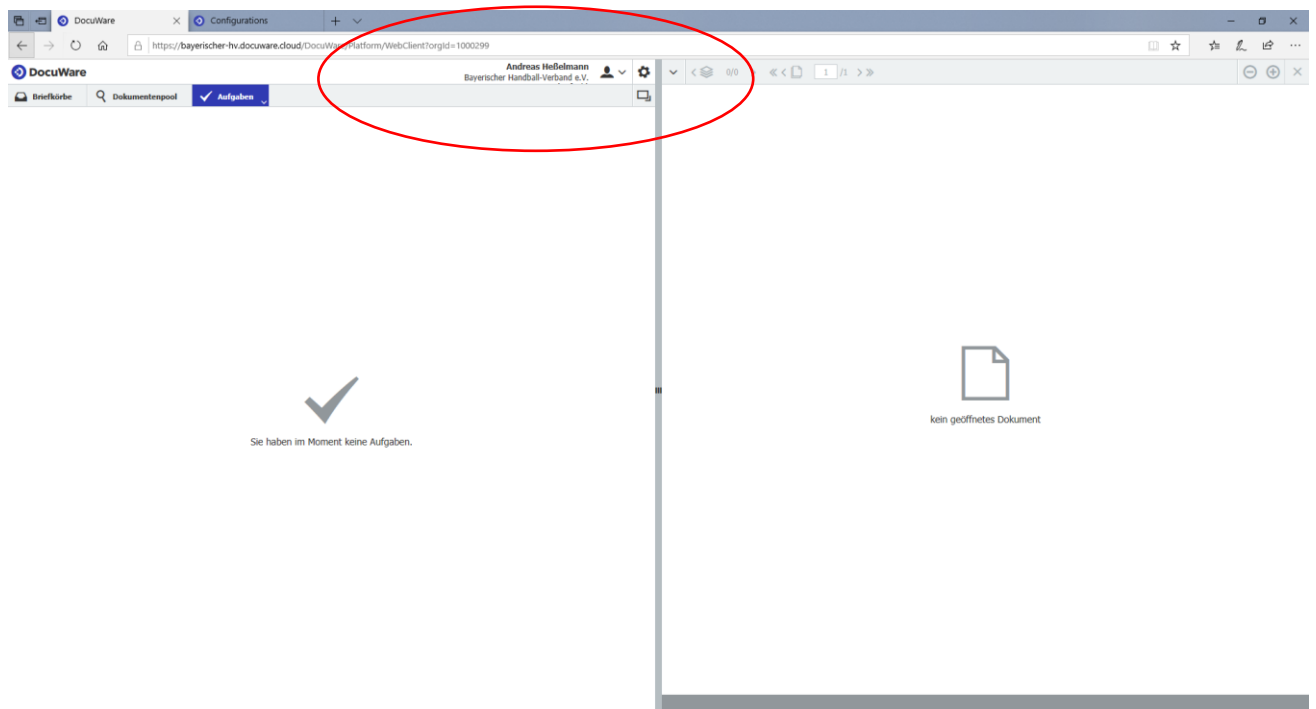 DocuWare
Configurations
https://bayerischer-hv.docuware.cloud/DocuWare/Platform/WebClient?orgId=1000299
DocuWare
Andreas Heßelmann
Bayerischer Handball-Verband e.V.
0/0
1 /1
Briefkörbe
Dokumentenpool
Aufgaben
Sie haben im Moment keine Aufgaben.
kein geöffnetes Dokument